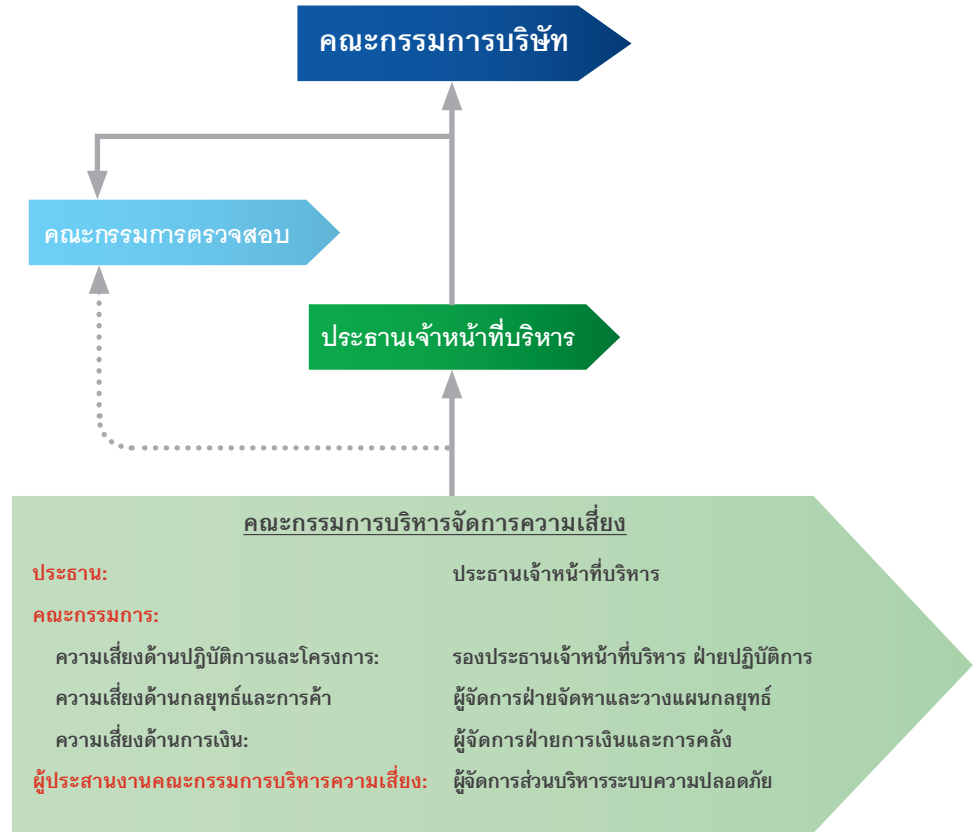 คณะกรรมการบริษัท
คณะกรรมการตรวจสอบ
ประธานเจ้าหน้าที่บริหาร
คณะกรรมการบริหารจัดการความเสี่ยง
ประธาน: ประธานเจ้าหน้าที่บริหาร
คณะกรรมการ:
ความเสี่ยงด้านปฎิบัติการและโครงการ: รองประธานเจ้าหน้าที่บริหาร ฝ่ายปฏิบัติการ
ความเสี่ยงด้านกลยุทธ์และการค้า ผู้จัดการฝ่ายจัดหาและวางแผนกลยุทธ์
ความเสี่ยงด้านการเงิน: ผู้จัดการฝ่ายการเงินและการคลัง
ผู้ประสานงานคณะกรรมการบริหารความเสี่ยง: ผู้จัดการส่วนบริหารระบบความปลอดภัย